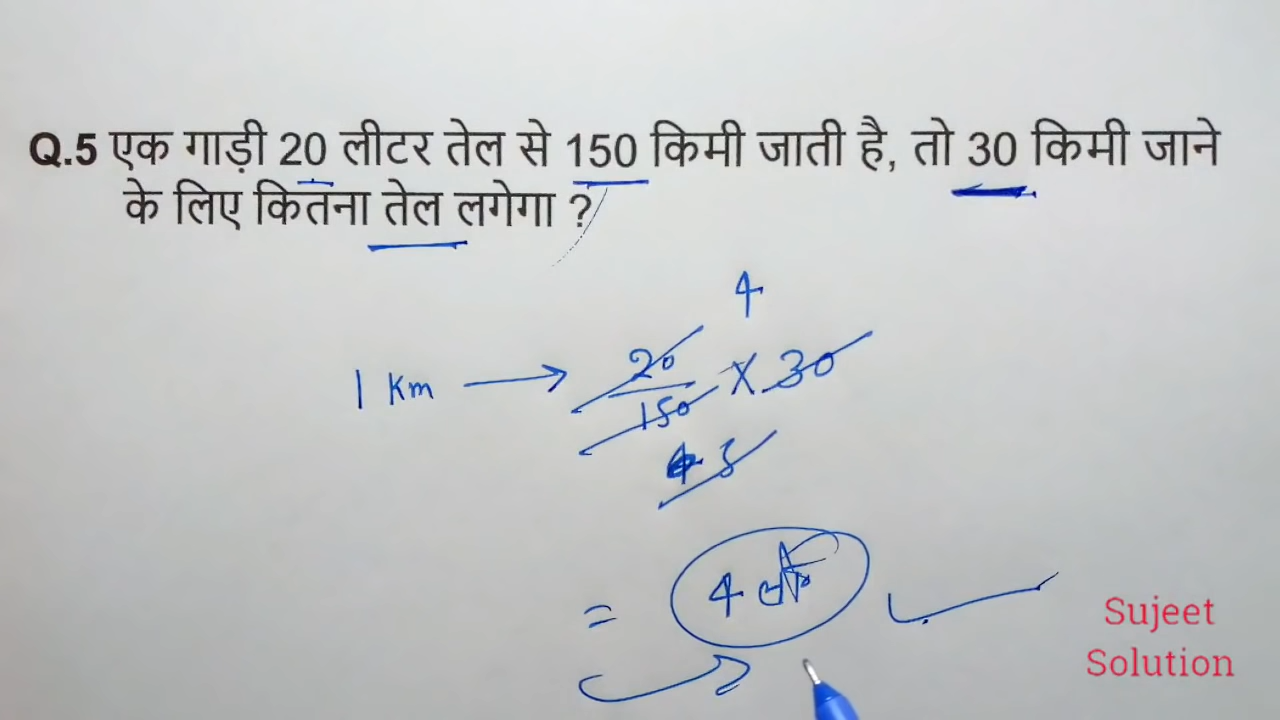 Q.5 एक गाड़ी 20 लीटर तेल से 150 किमी जाती है, तो 30 किमी जाने
के लिए कितना तेल लगेगा ?
4
1 Km → 20/150 × 30
5
= 4 ली
Sujeet
Solution